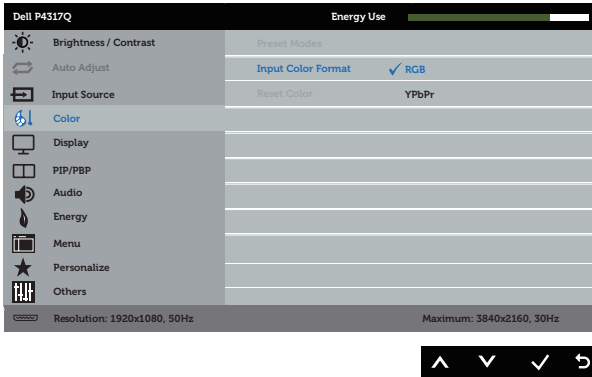 Dell P4317Q Energy Use
Brightness / Contrast Preset Modes
Auto Adjust Input Color Format RGB
Input Source Reset Color YPbPr
Color
Display
PIP/PBP
Audio
Energy
Menu
Personalize
Others
Resolution: 1920x1080, 50Hz Maximum: 3840x2160, 30Hz